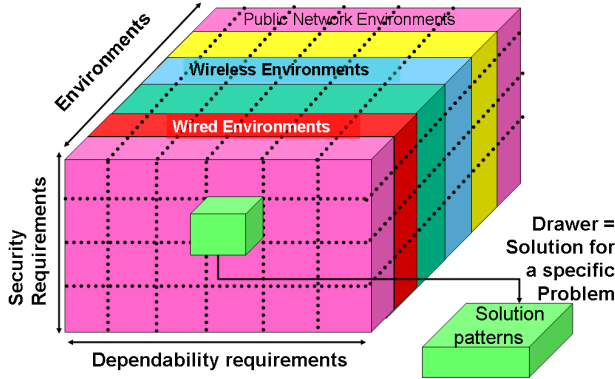 Public Network Environments
Environments
Wireless Environments
Wired Environments
Security
Requirements
Drawer =
Solution for
a specific
Problem
Solution
patterns
Dependability requirements